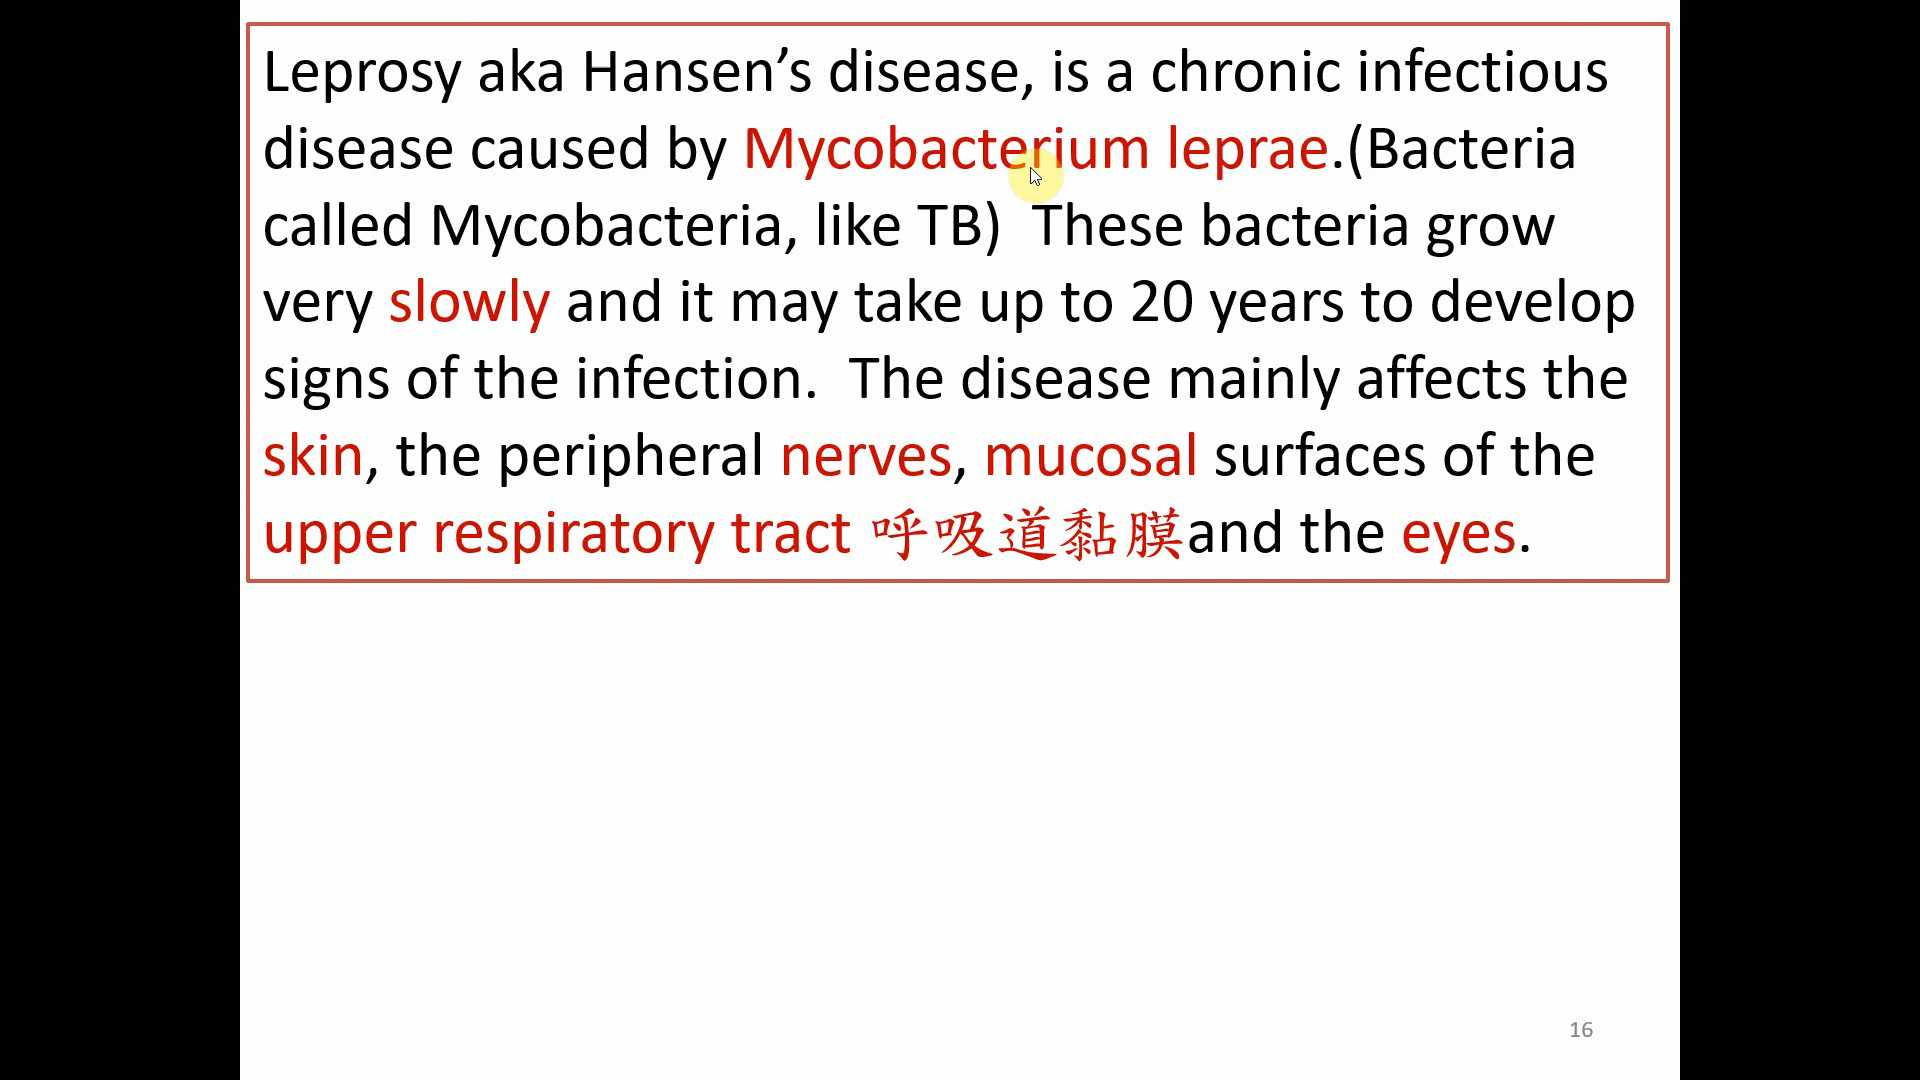 Leprosy aka Hansen’s disease, is a chronic infectious
disease caused by Mycobacterium leprae.(Bacteria
called Mycobacteria, like TB)  These bacteria grow
very slowly and it may take up to 20 years to develop
signs of the infection.  The disease mainly affects the
skin, the peripheral nerves, mucosal surfaces of the
upper respiratory tract 呼吸道黏膜and the eyes.
16